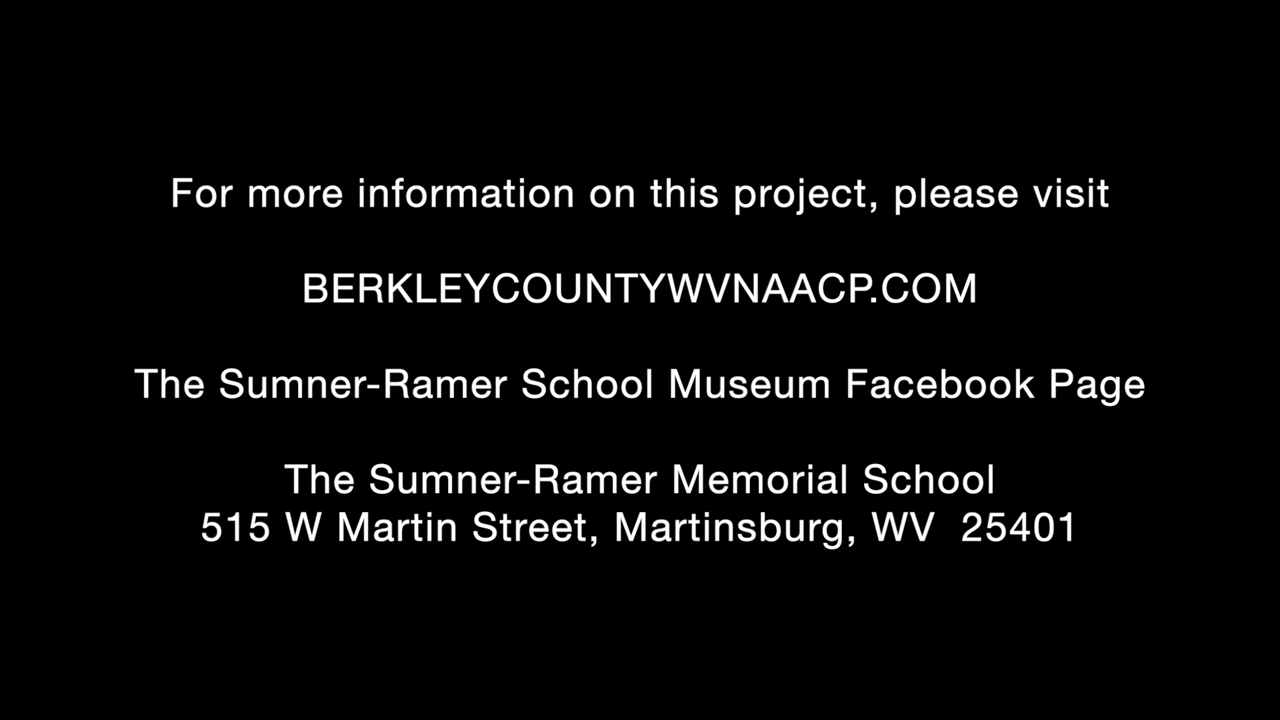 For more information on this project, please visit
BERKLEYCOUNTYWVNAACP.COM
The Sumner-Ramer School Museum Facebook Page
The Sumner-Ramer Memorial School
515 W Martin Street, Martinsburg, WV  25401